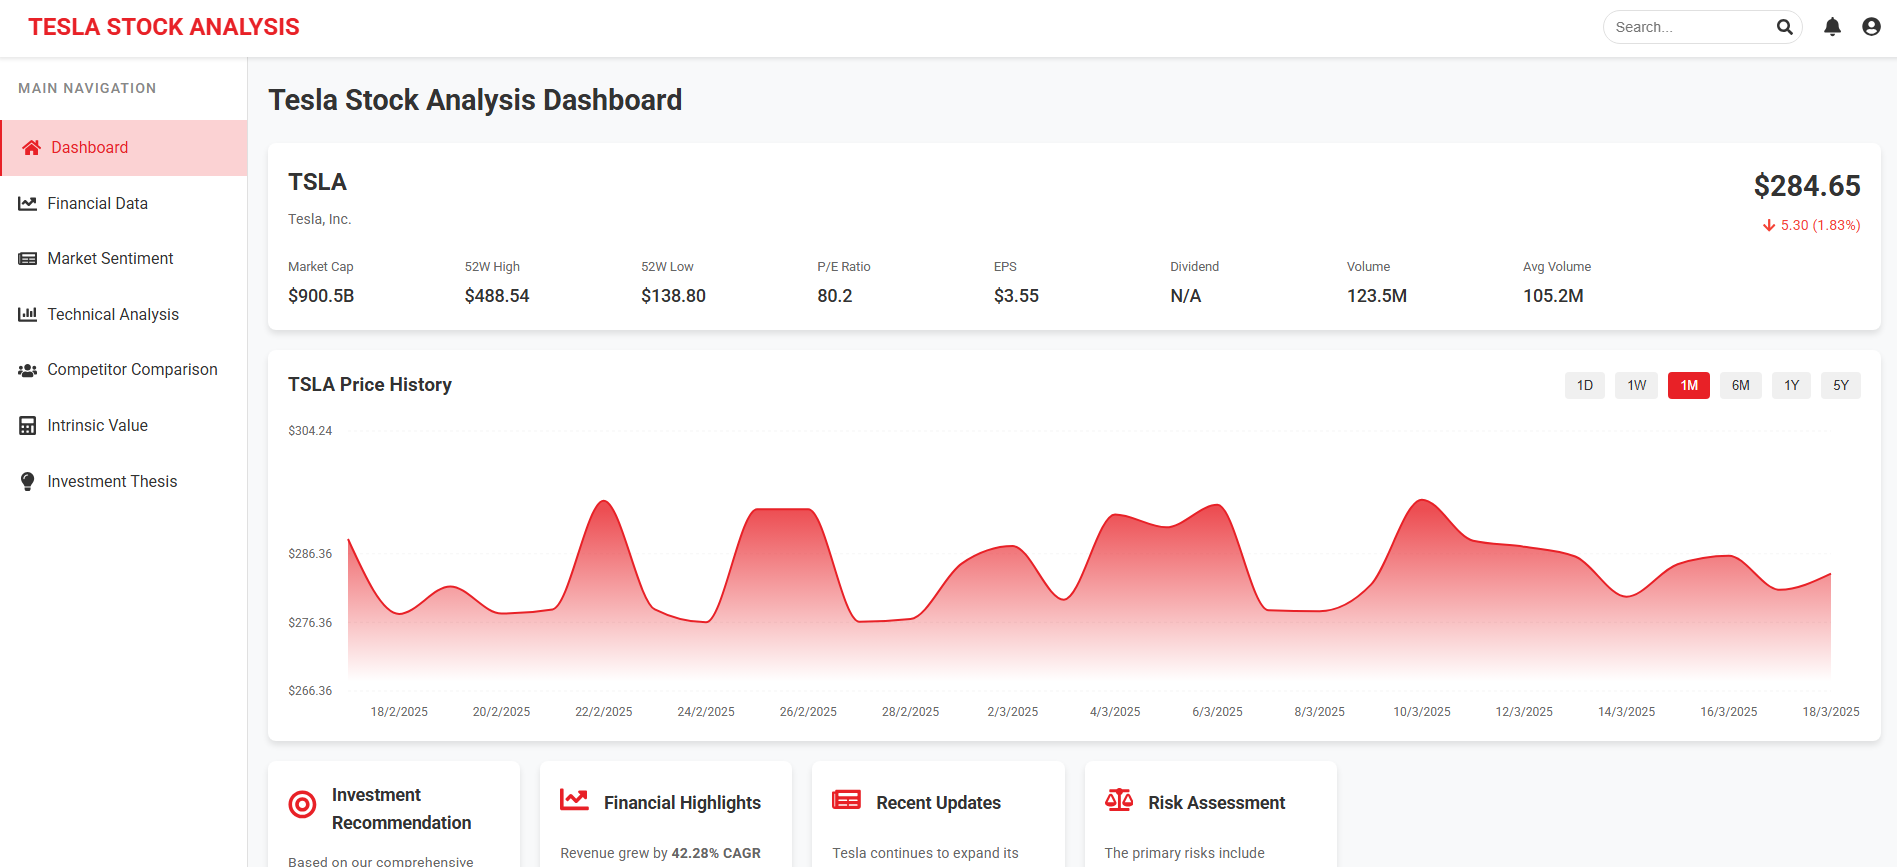 TESLA STOCK ANALYSIS
Search...
MAIN NAVIGATION
Dashboard
Financial Data
Market Sentiment
Technical Analysis
Competitor Comparison
Intrinsic Value
Investment Thesis
Tesla Stock Analysis Dashboard
TSLA
$284.65
Tesla, Inc.
5.30 (1.83%)
Market Cap 52W High 52W Low P/E Ratio EPS Dividend Volume Avg Volume
$900.5B $488.54 $138.80 80.2 $3.55 N/A 123.5M 105.2M
TSLA Price History
1D 1W 1M 6M 1Y 5Y
$304.24
$286.36
$276.36
$266.36
18/2/2025 20/2/2025 22/2/2025 24/2/2025 26/2/2025 28/2/2025 2/3/2025 4/3/2025 6/3/2025 8/3/2025 10/3/2025 12/3/2025 14/3/2025 16/3/2025 18/3/2025
Investment
Recommendation
Based on our comprehensive
Financial Highlights
Revenue grew by 42.28% CAGR
Recent Updates
Tesla continues to expand its
Risk Assessment
The primary risks include